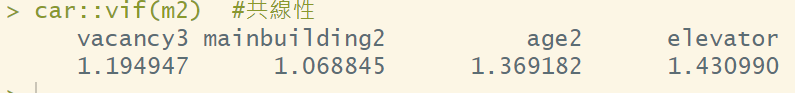 > car::vif(m2)  #共線性
     vacancy3 mainbuilding2          age2      elevator
     1.194947      1.068845      1.369182      1.430990
>